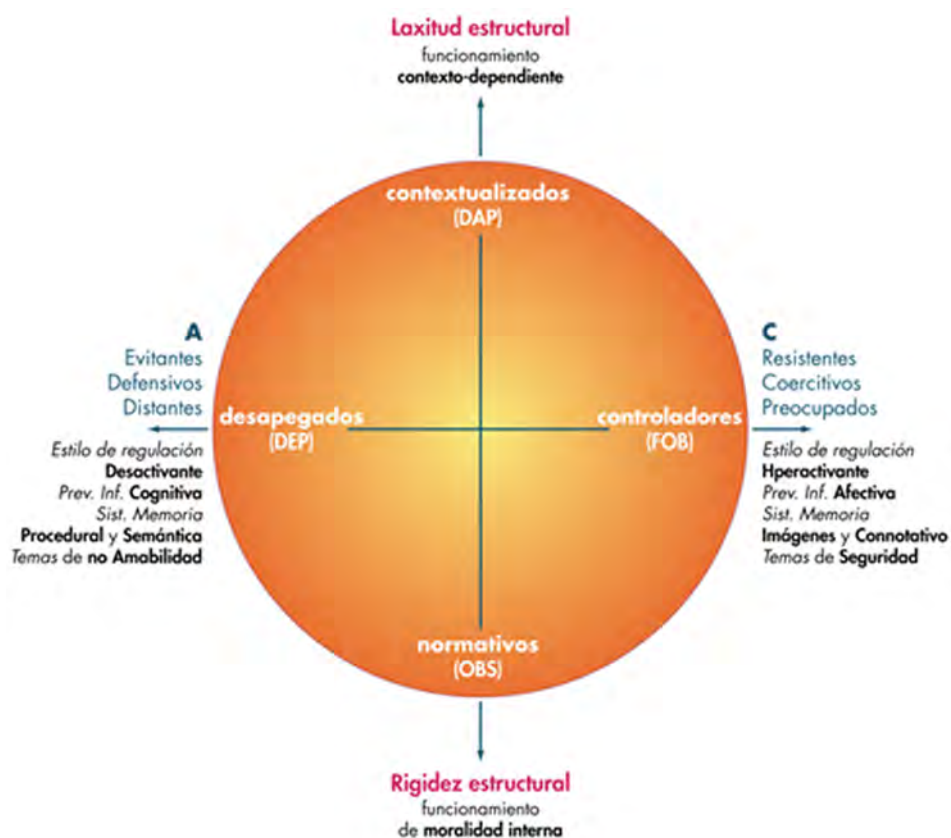 Laxitud estructural
funcionamiento
contexto-dependiente
contextualizados
(DAP)
A
Evitantes
Defensivos
Distantes
desapegados
(DEP)
Estilo de regulación
Desactivante
Prev. Inf. Cognitiva
Sist. Memoria
Procedural y Semántica
Temas de no Amabilidad
controladores
(FOB)
C
Resistentes
Coercitivos
Preocupados
Estilo de regulación
Hperactivante
Prev. Inf. Afectiva
Sist. Memoria
Imágenes y Connotativo
Temas de Seguridad
normativos
(OBS)
Rigidez estructural
funcionamiento
de moralidad interna